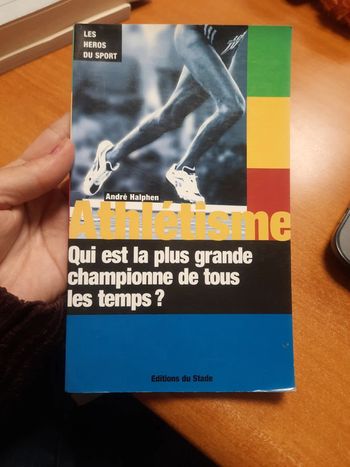 LES
HEROS
DU SPORT
André Halphen
Athlétisme
Qui est la plus grande
championne de tous
les temps ?
Editions du Stade